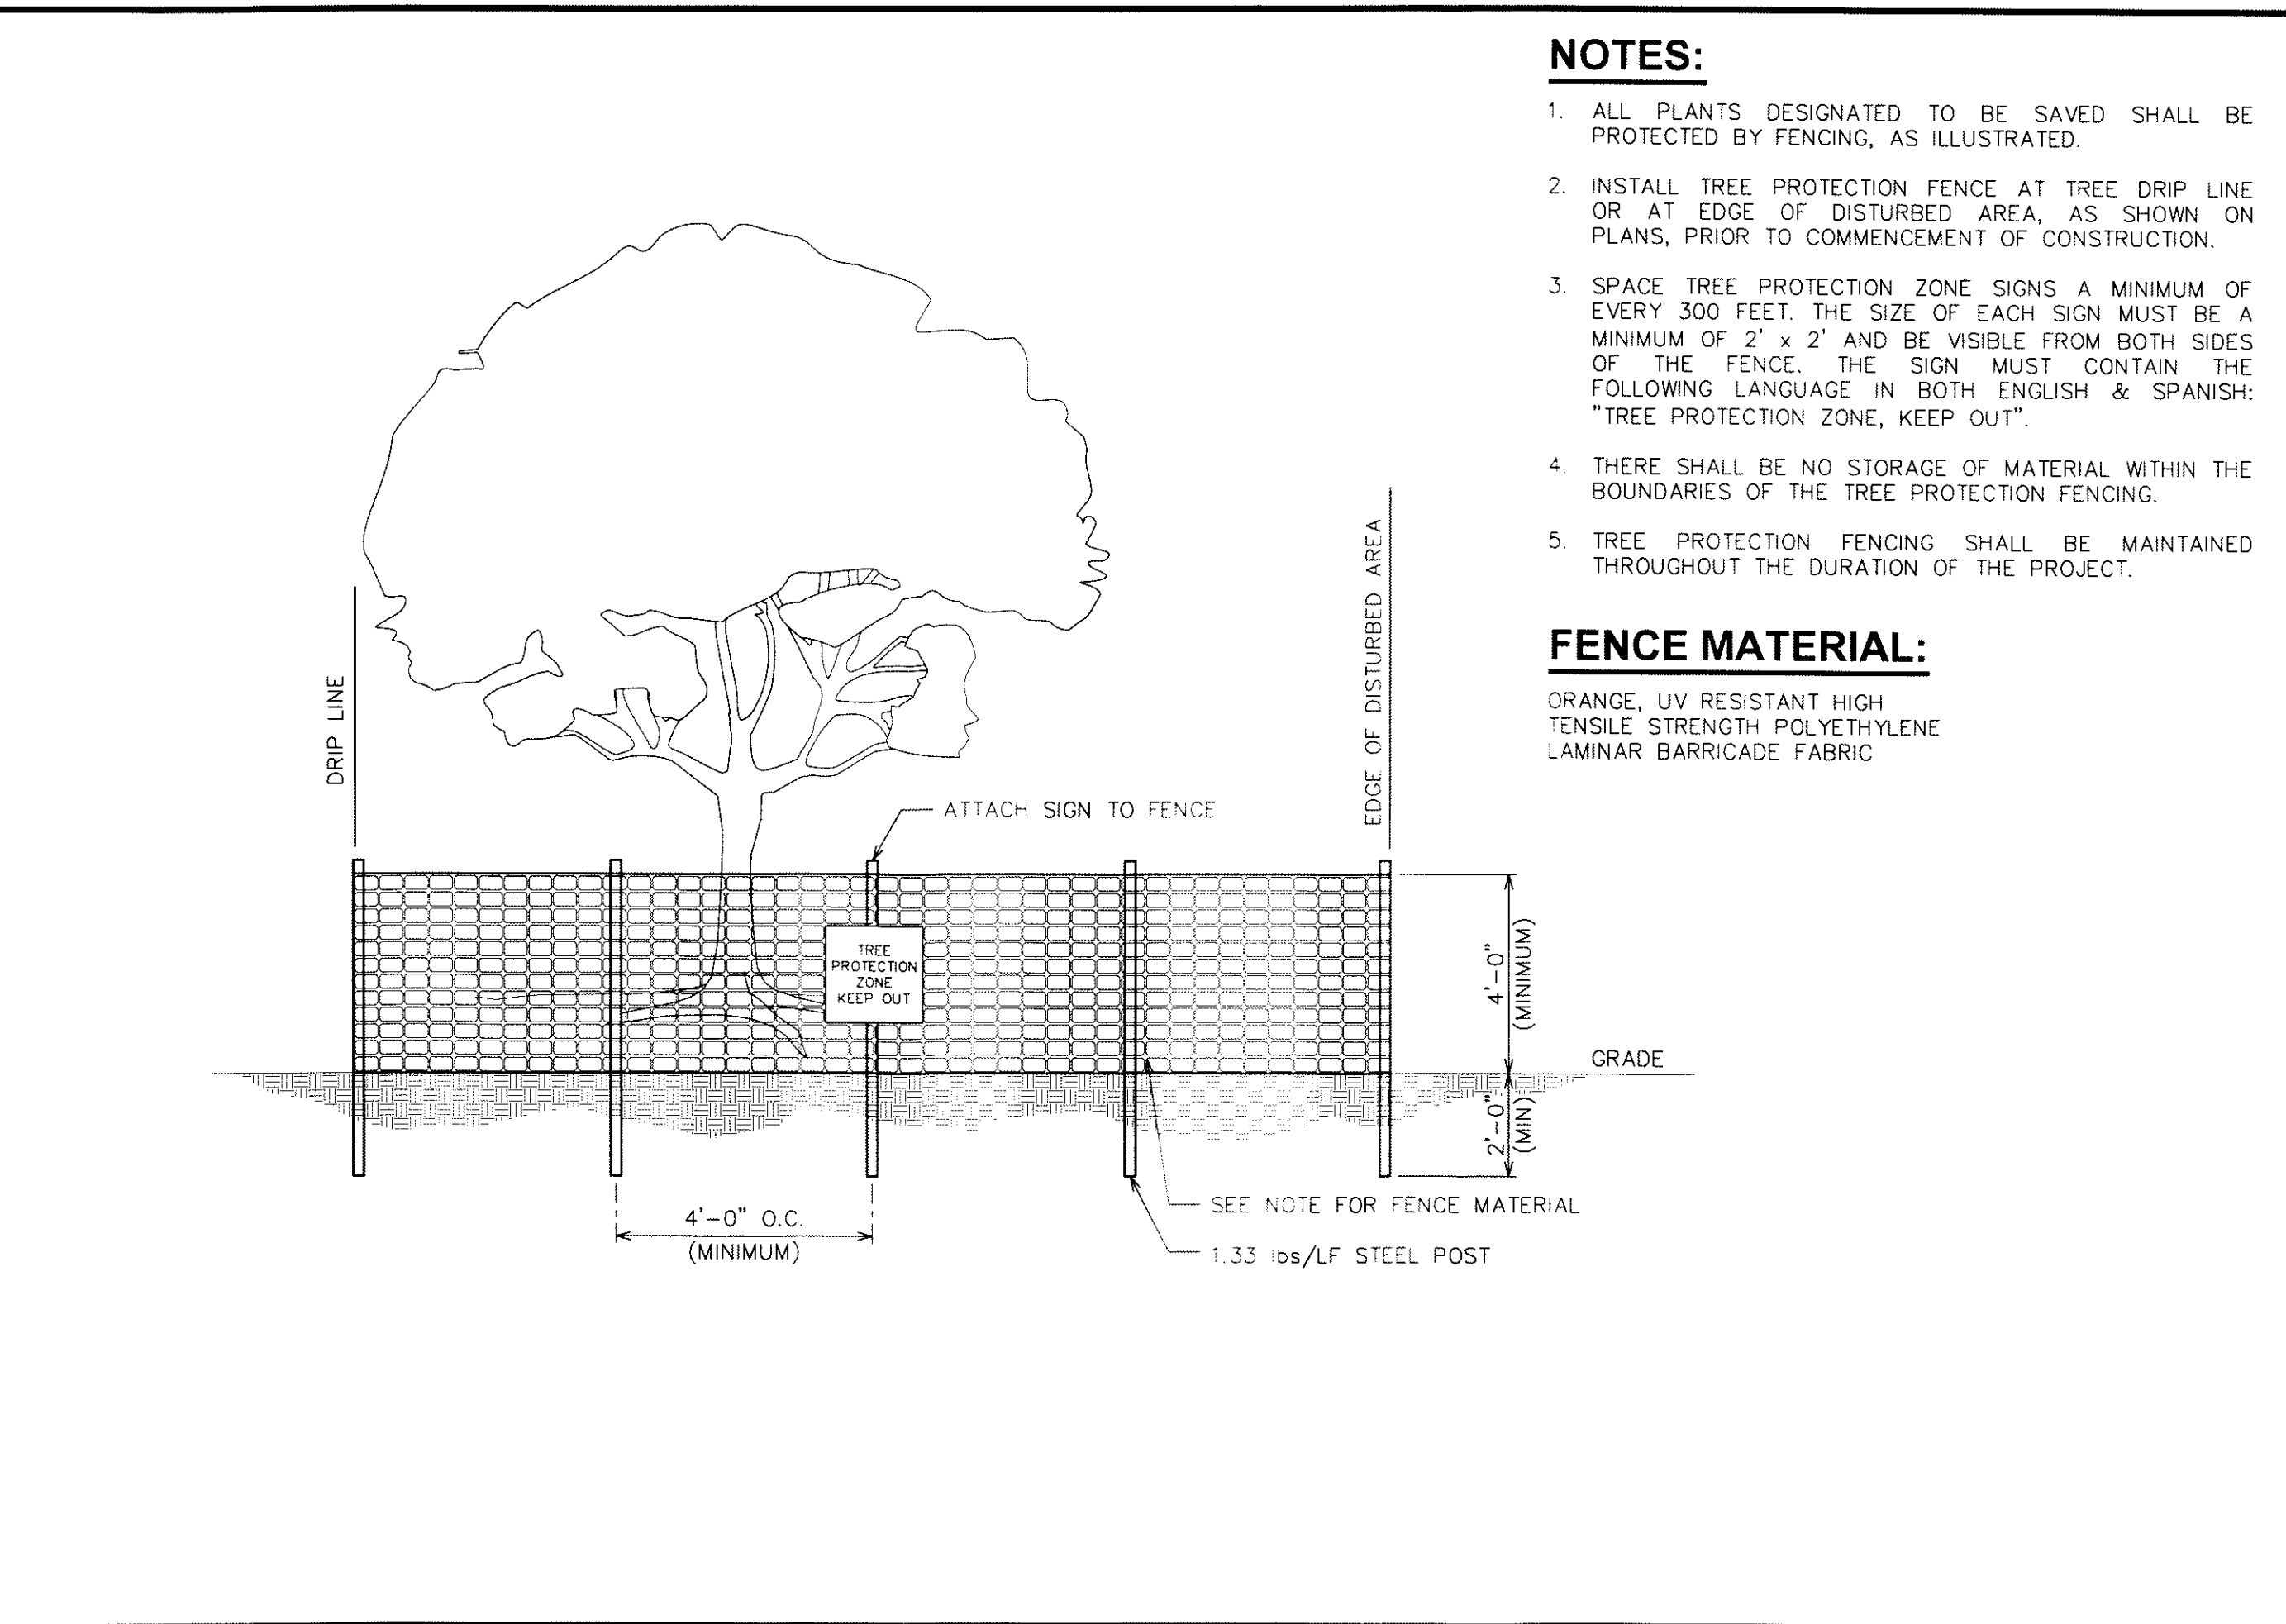 NOTES:
1. ALL PLANTS DESIGNATED TO BE SAVED SHALL BE
PROTECTED BY FENCING, AS ILLUSTRATED.
2. INSTALL TREE PROTECTION FENCE AT TREE DRIP LINE
OR AT EDGE OF DISTURBED AREA, AS SHOWN ON
PLANS, PRIOR TO COMMENCEMENT OF CONSTRUCTION.
3. SPACE TREE PROTECTION ZONE SIGNS A MINIMUM OF
EVERY 300 FEET. THE SIZE OF EACH SIGN MUST BE A
MINIMUM OF 2' x 2' AND BE VISIBLE FROM BOTH SIDES
OF THE FENCE. THE SIGN MUST CONTAIN THE
FOLLOWING LANGUAGE IN BOTH ENGLISH & SPANISH:
"TREE PROTECTION ZONE, KEEP OUT".
4. THERE SHALL BE NO STORAGE OF MATERIAL WITHIN THE
BOUNDARIES OF THE TREE PROTECTION FENCING.
5. TREE PROTECTION FENCING SHALL BE MAINTAINED
THROUGHOUT THE DURATION OF THE PROJECT.
FENCE MATERIAL:
ORANGE, UV RESISTANT HIGH
TENSILE STRENGTH POLYETHYLENE
LAMINAR BARRICADE FABRIC
DRIP LINE
EDGE OF DISTURBED AREA
ATTACH SIGN TO FENCE
TREE
PROTECTION
ZONE
KEEP OUT
4'-0"
(MINIMUM)
GRADE
2'-0"
(MIN)
SEE NOTE FOR FENCE MATERIAL
4'-0" O.C.
(MINIMUM)
1.33 lbs/LF STEEL POST